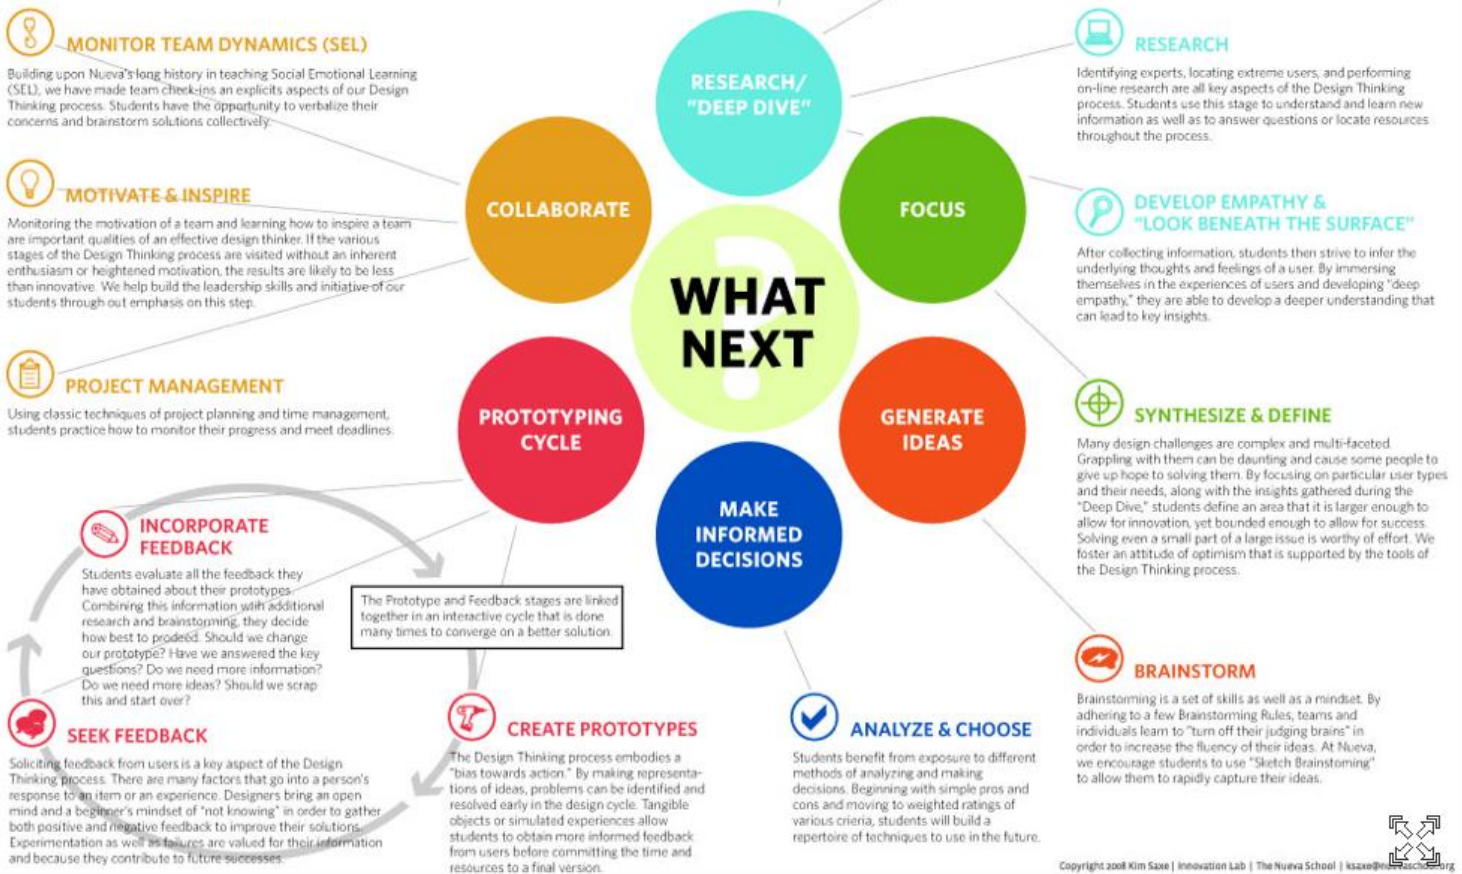 MONITOR TEAM DYNAMICS (SEL)
Building upon Nueva's long history in teaching Social Emotional Learning
(SEL), we have made team check-ins an explicits aspects of our Design
Thinking process. Students have the opportunity to verbalize their
concerns and brainstorm solutions collectively.
MOTIVATE & INSPIRE
Monitoring the motivation of a team and learning how to inspire a team
are important qualities of an effective design thinker. If the various
stages of the Design Thinking process are visited without an inherent
enthusiasm or heightened motivation, the results are likely to be less
than innovative. We help build the leadership skills and initiative of our
students through out emphasis on this step.
PROJECT MANAGEMENT
Using classic techniques of project planning and time management,
students practice how to monitor their progress and meet deadlines.
INCORPORATE
FEEDBACK
Students evaluate all the feedback they
have obtained about their prototypes.
Combining this information with additional
research and brainstorming, they decide
how best to prodeed. Should we change
our prototype? Have we answered the key
questions? Do we need more information?
Do we need more ideas? Should we scrap
this and start over?
SEEK FEEDBACK
Soliciting feedback from users is a key aspect of the Design
Thinking process. There are many factors that go into a person's
response to an item or an experience. Designers bring an open
mind and a beginner's mindset of "not knowing" in order to gather
both positive and negative feedback to improve their solutions.
Experimentation as well as failures are valued for their information
and because they contribute to future successes.
RESEARCH/
"DEEP DIVE"
COLLABORATE
FOCUS
?
WHAT
NEXT
PROTOTYPING
CYCLE
GENERATE
IDEAS
MAKE
INFORMED
DECISIONS
The Prototype and Feedback stages are linked
together in an interactive cycle that is done
many times to converge on a better solution.
CREATE PROTOTYPES
The Design Thinking process embodies a
"bias towards action." By making representa-
tions of ideas, problems can be identified and
resolved early in the design cycle. Tangible
objects or simulated experiences allow
students to obtain more informed feedback
from users before committing the time and
resources to a final version.
ANALYZE & CHOOSE
Students benefit from exposure to different
methods of analyzing and making
decisions. Beginning with simple pros and
cons and moving to weighted ratings of
various crieria, students will build a
repertoire of techniques to use in the future.
RESEARCH
Identifying experts, locating extreme users, and performing
on-line research are all key aspects of the Design Thinking
process. Students use this stage to understand and learn new
information as well as to answer questions or locate resources
throughout the process.
DEVELOP EMPATHY &
"LOOK BENEATH THE SURFACE"
After collecting information, students then strive to infer the
underlying thoughts and feelings of a user. By immersing
themselves in the experiences of users and developing "deep
empathy," they are able to develop a deeper understanding that
can lead to key insights.
SYNTHESIZE & DEFINE
Many design challenges are complex and multi-faceted.
Grappling with them can be daunting and cause some people to
give up hope to solving them. By focusing on particular user types
and their needs, along with the insights gathered during the
"Deep Dive," students define an area that it is larger enough to
allow for innovation, yet bounded enough to allow for success.
Solving even a small part of a large issue is worthy of effort. We
foster an attitude of optimism that is supported by the tools of
the Design Thinking process.
BRAINSTORM
Brainstorming is a set of skills as well as a mindset. By
adhering to a few Brainstorming Rules, teams and
individuals learn to "turn off their judging brains" in
order to increase the fluency of their ideas. At Nueva,
we encourage students to use "Sketch Brainstoming"
to allow them to rapidly capture their ideas.
Copyright 2008 Kim Saxe | Innovation Lab | The Nueva School |